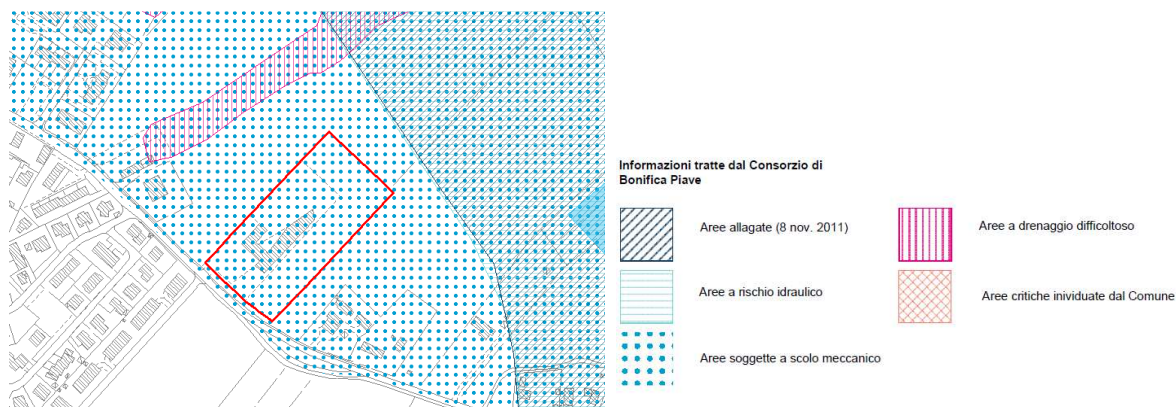 Informazioni tratte dal Consorzio di
Bonifica Piave
Aree allagate (8 nov. 2011)
Aree a drenaggio difficoltoso
Aree a rischio idraulico
Aree critiche inividuate dal Comune
Aree soggette a scolo meccanico